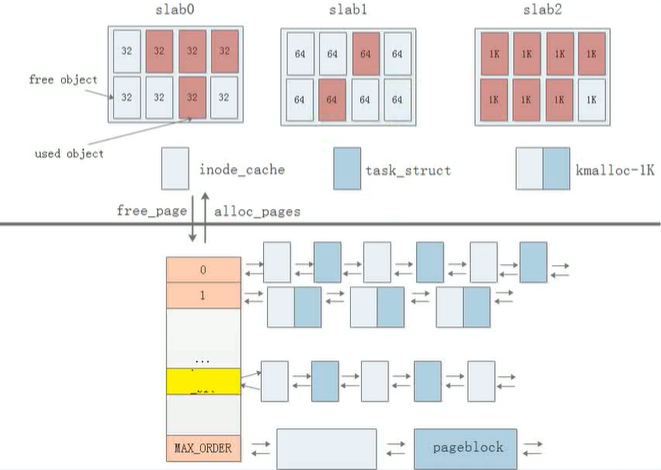 slab0 slab1 slab2
32 32 32 32 64 64 64 64 1K 1K 1K 1K
free object
32 32 32 32 64 64 64 64 1K 1K 1K 1K
used object
inode_cache task_struct kmalloc-1K
free_page alloc_pages
0
1
...
MAX_ORDER pageblock